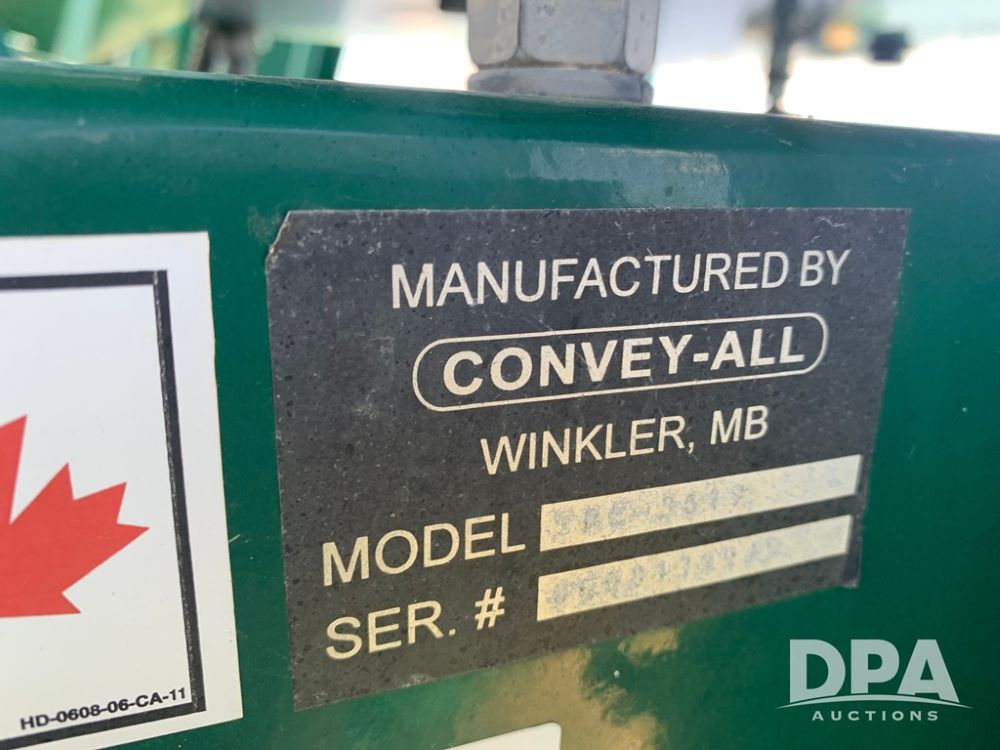 MANUFACTURED BY
CONVEY-ALL
WINKLER, MB
MODEL
SER. #
HD-0608-06-CA-11
DPA
AUCTIONS